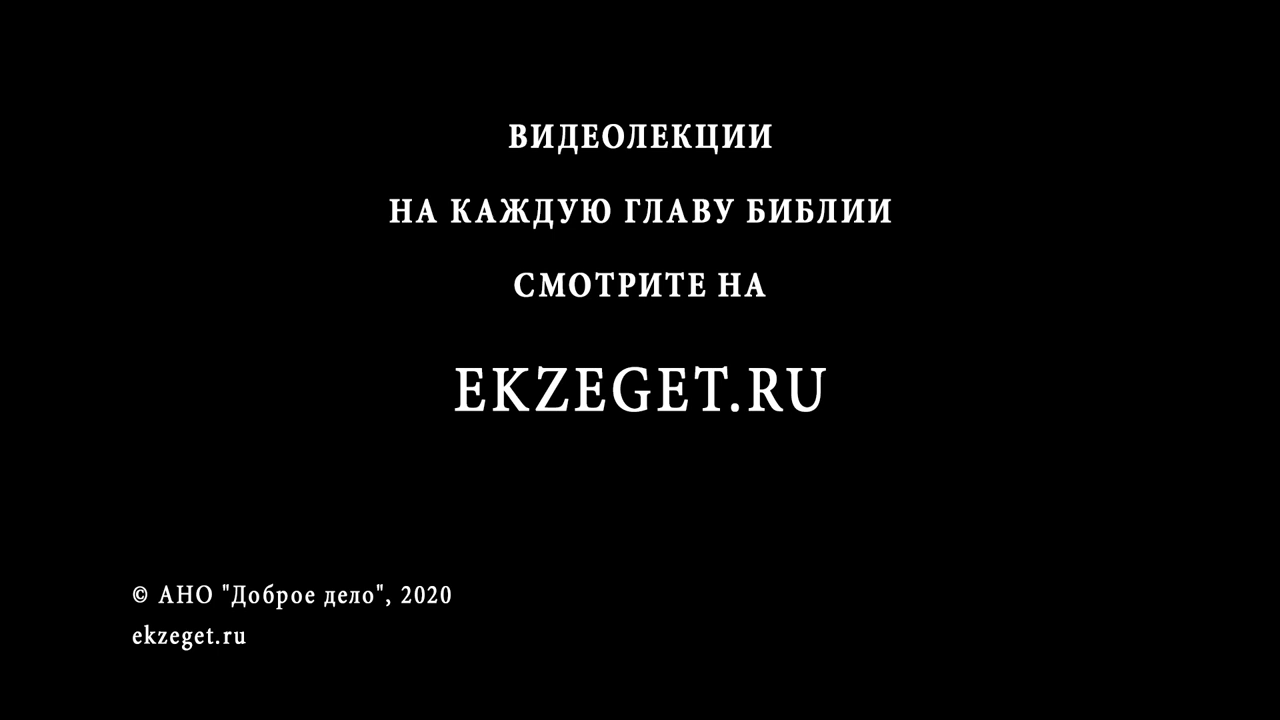 ВИДЕОЛЕКЦИИ
НА КАЖДУЮ ГЛАВУ БИБЛИИ
СМОТРИТЕ НА
EKZEGET.RU
© АНО "Доброе дело", 2020
ekzeget.ru